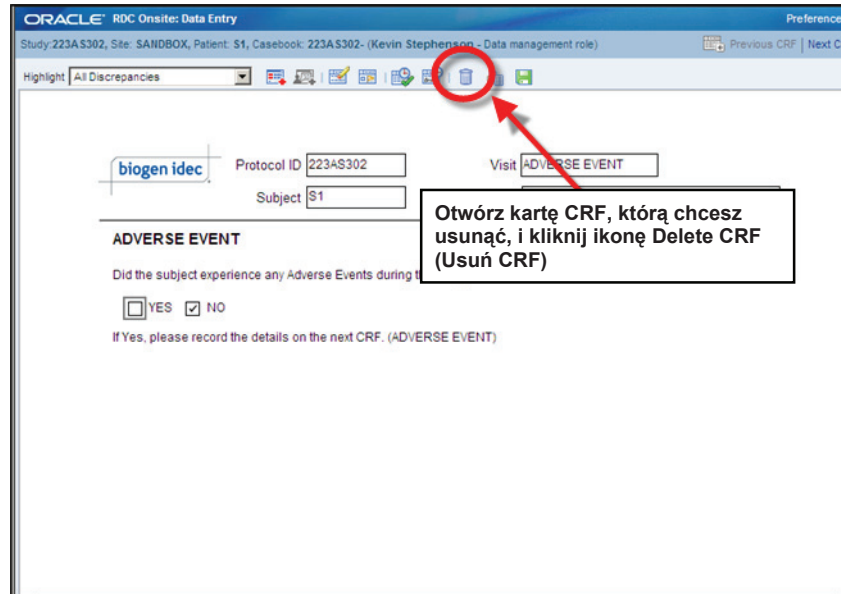 ORACLE® RDC Onsite: Data Entry Preference
Study:223AS302, Site: SANDBOX, Patient: S1, Casebook: 223AS302- (Kevin Stephenson - Data management role) Previous CRF | Next C
Highlight All Discrepancies
biogen idec Protocol ID 223AS302 Visit ADVERSE EVENT
Subject S1
Otwórz kartę CRF, którą chcesz
usunąć, i kliknij ikonę Delete CRF
(Usuń CRF)
ADVERSE EVENT
Did the subject experience any Adverse Events during
YES NO
If Yes, please record the details on the next CRF. (ADVERSE EVENT)